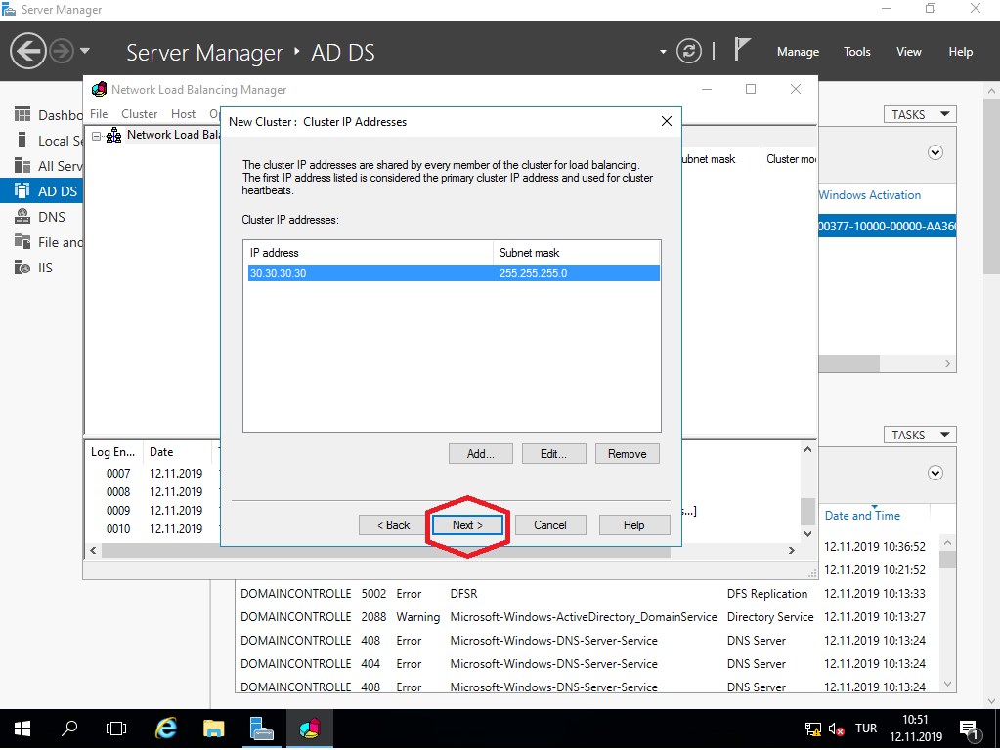 Server Manager
Server Manager • AD DS
Manage Tools View Help
Network Load Balancing Manager
File Cluster Host
Network Load
New Cluster : Cluster IP Addresses
The cluster IP addresses are shared by every member of the cluster for load balancing.
The first IP address listed is considered the primary cluster IP address and used for cluster
heartbeats.
Cluster IP addresses:
IP address Subnet mask
30.30.30.30 255.255.255.0
Add... Edit... Remove
< Back Next > Cancel Help
Local
All
AD DS
DNS
File and
IIS
TASKS
mask Cluster
Windows Activation
00377-10000-00000-AA360
TASKS
Log En... Date
0007 12.11.2019
0008 12.11.2019
0009 12.11.2019
0010 12.11.2019
s...]
Date and Time
12.11.2019 10:36:52
12.11.2019 10:21:52
DOMAINCONTROLLE 5002 Error DFSR DFS Replication 12.11.2019 10:13:33
DOMAINCONTROLLE 2088 Warning Microsoft-Windows-ActiveDirectory_DomainService Directory Service 12.11.2019 10:13:27
DOMAINCONTROLLE 408 Error Microsoft-Windows-DNS-Server-Service DNS Server 12.11.2019 10:13:24
DOMAINCONTROLLE 404 Error Microsoft-Windows-DNS-Server-Service DNS Server 12.11.2019 10:13:24
DOMAINCONTROLLE 408 Error Microsoft-Windows-DNS-Server-Service DNS Server 12.11.2019 10:13:24
TUR
10:51
12.11.2019
1